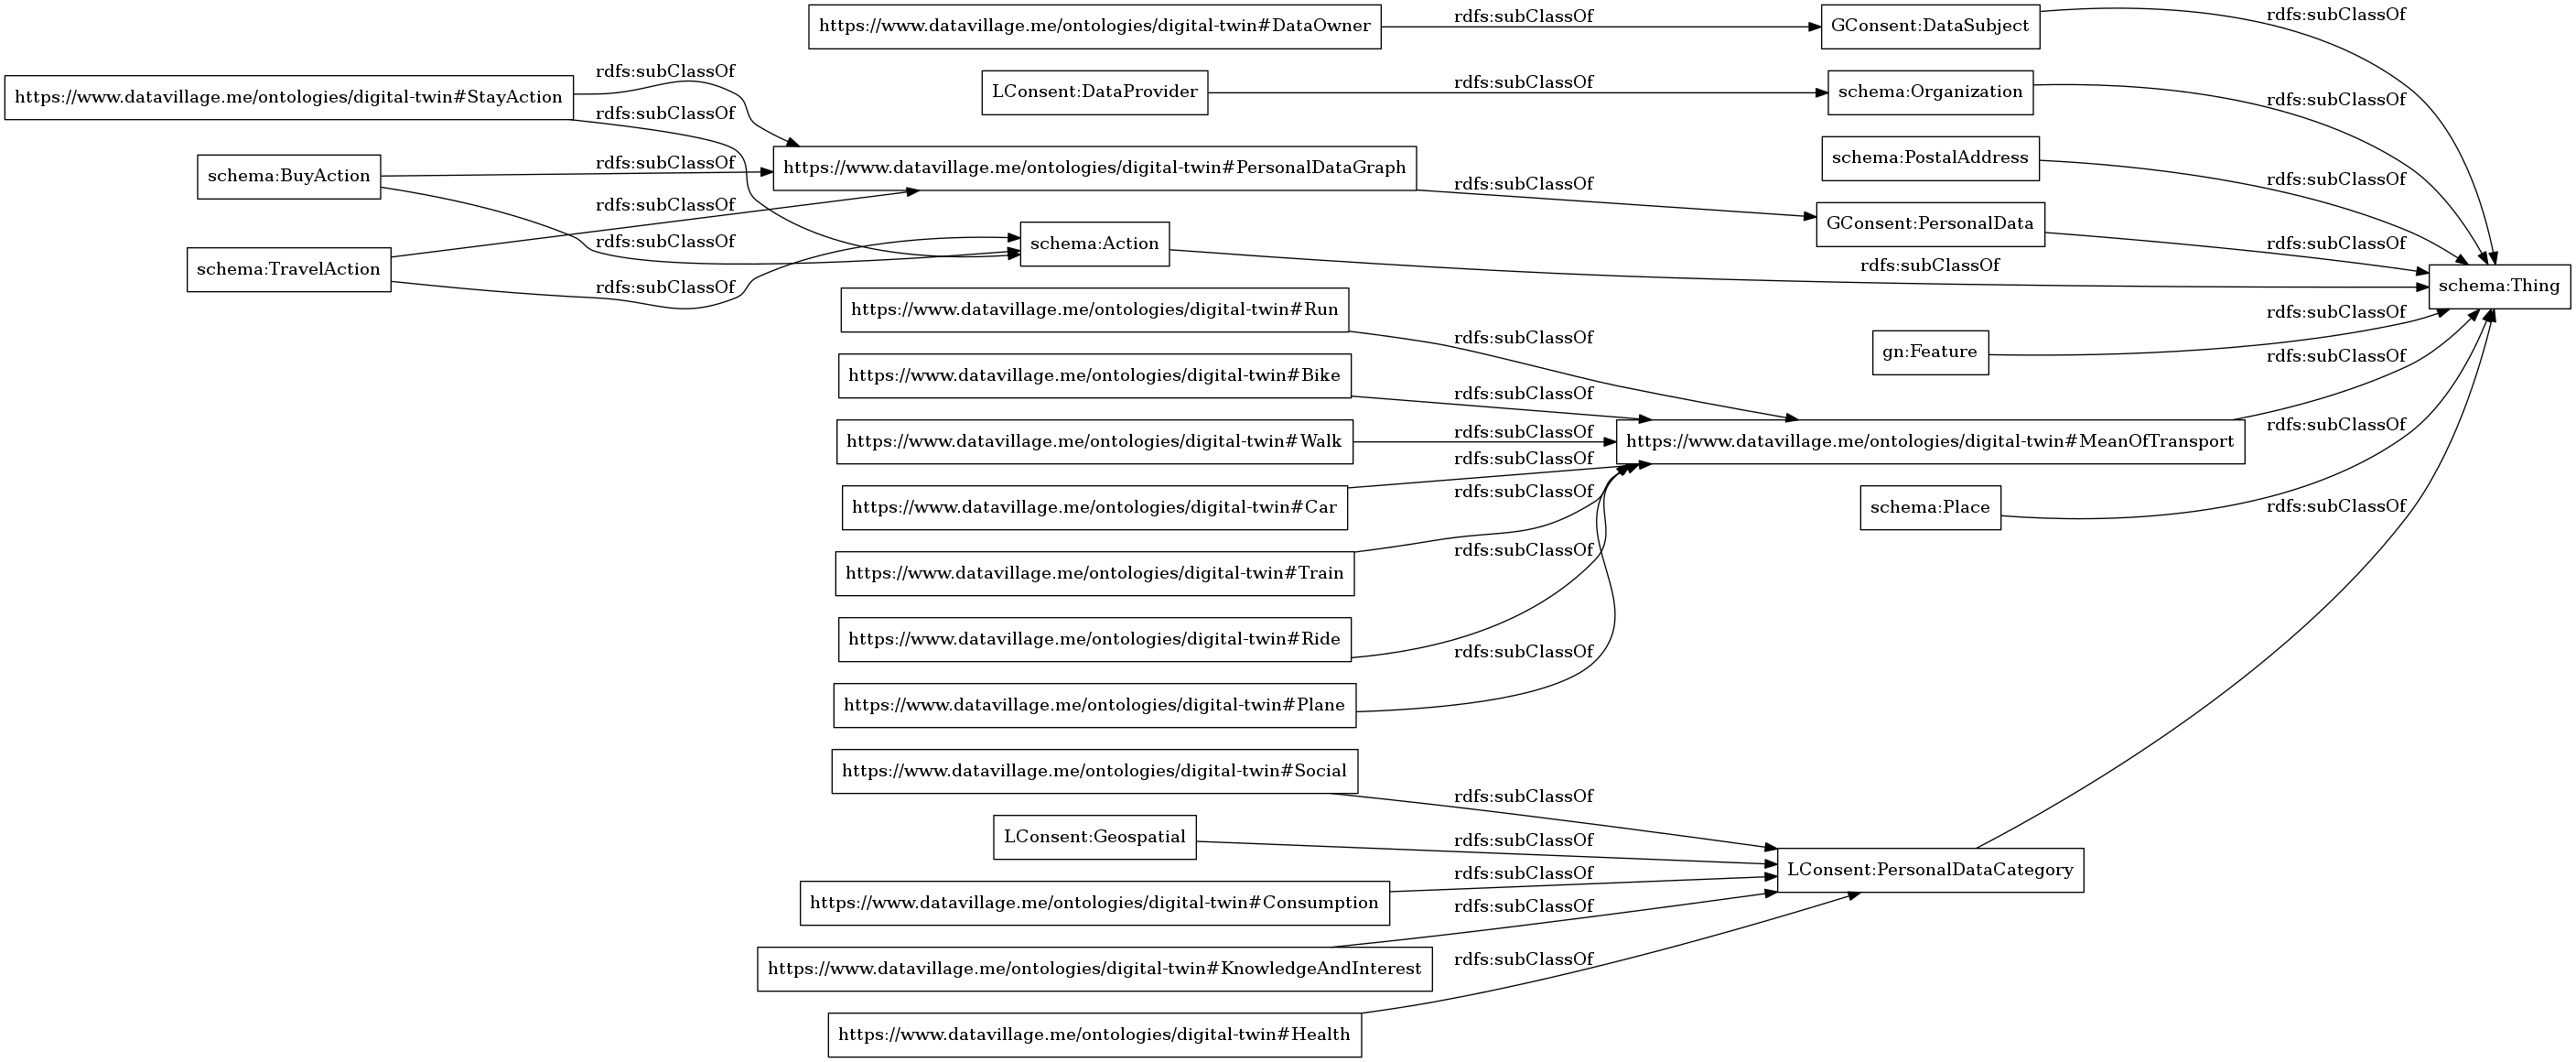 https://www.datavillage.me/ontologies/digital-twin#DataOwner
rdfs:subClassOf
GConsent:DataSubject
rdfs:subClassOf
https://www.datavillage.me/ontologies/digital-twin#StayAction
rdfs:subClassOf
rdfs:subClassOf
LConsent:DataProvider
rdfs:subClassOf
schema:Organization
rdfs:subClassOf
schema:BuyAction
rdfs:subClassOf
rdfs:subClassOf
https://www.datavillage.me/ontologies/digital-twin#PersonalDataGraph
rdfs:subClassOf
schema:PostalAddress
rdfs:subClassOf
GConsent:PersonalData
rdfs:subClassOf
schema:TravelAction
rdfs:subClassOf
rdfs:subClassOf
schema:Action
rdfs:subClassOf
schema:Thing
https://www.datavillage.me/ontologies/digital-twin#Run
rdfs:subClassOf
gn:Feature
rdfs:subClassOf
https://www.datavillage.me/ontologies/digital-twin#Bike
rdfs:subClassOf
https://www.datavillage.me/ontologies/digital-twin#Walk
rdfs:subClassOf
https://www.datavillage.me/ontologies/digital-twin#MeanOfTransport
rdfs:subClassOf
https://www.datavillage.me/ontologies/digital-twin#Car
rdfs:subClassOf
schema:Place
rdfs:subClassOf
https://www.datavillage.me/ontologies/digital-twin#Train
rdfs:subClassOf
https://www.datavillage.me/ontologies/digital-twin#Ride
rdfs:subClassOf
https://www.datavillage.me/ontologies/digital-twin#Plane
rdfs:subClassOf
https://www.datavillage.me/ontologies/digital-twin#Social
rdfs:subClassOf
LConsent:Geospatial
rdfs:subClassOf
LConsent:PersonalDataCategory
rdfs:subClassOf
https://www.datavillage.me/ontologies/digital-twin#Consumption
rdfs:subClassOf
https://www.datavillage.me/ontologies/digital-twin#KnowledgeAndInterest
rdfs:subClassOf
https://www.datavillage.me/ontologies/digital-twin#Health
rdfs:subClassOf